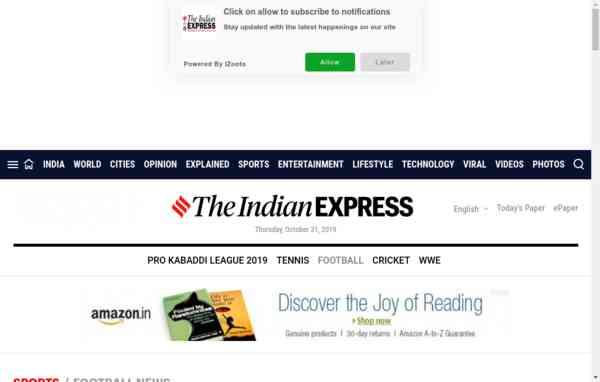 Click on allow to subscribe to notifications
Stay updated with the latest happenings on our site
The Indian EXPRESS
Powered By iZooto
Allow
Later
INDIA WORLD CITIES OPINION EXPLAINED SPORTS ENTERTAINMENT LIFESTYLE TECHNOLOGY VIRAL VIDEOS PHOTOS
The Indian EXPRESS
English Today's Paper ePaper
Thursday, October 31, 2019
PRO KABADDI LEAGUE 2019 TENNIS FOOTBALL CRICKET WWE
amazon.in
Discover the Joy of Reading
Shop now
Genuine products | 30-day returns | Amazon A-to-Z Guarantee
SPORTS / FOOTBALL NEWS